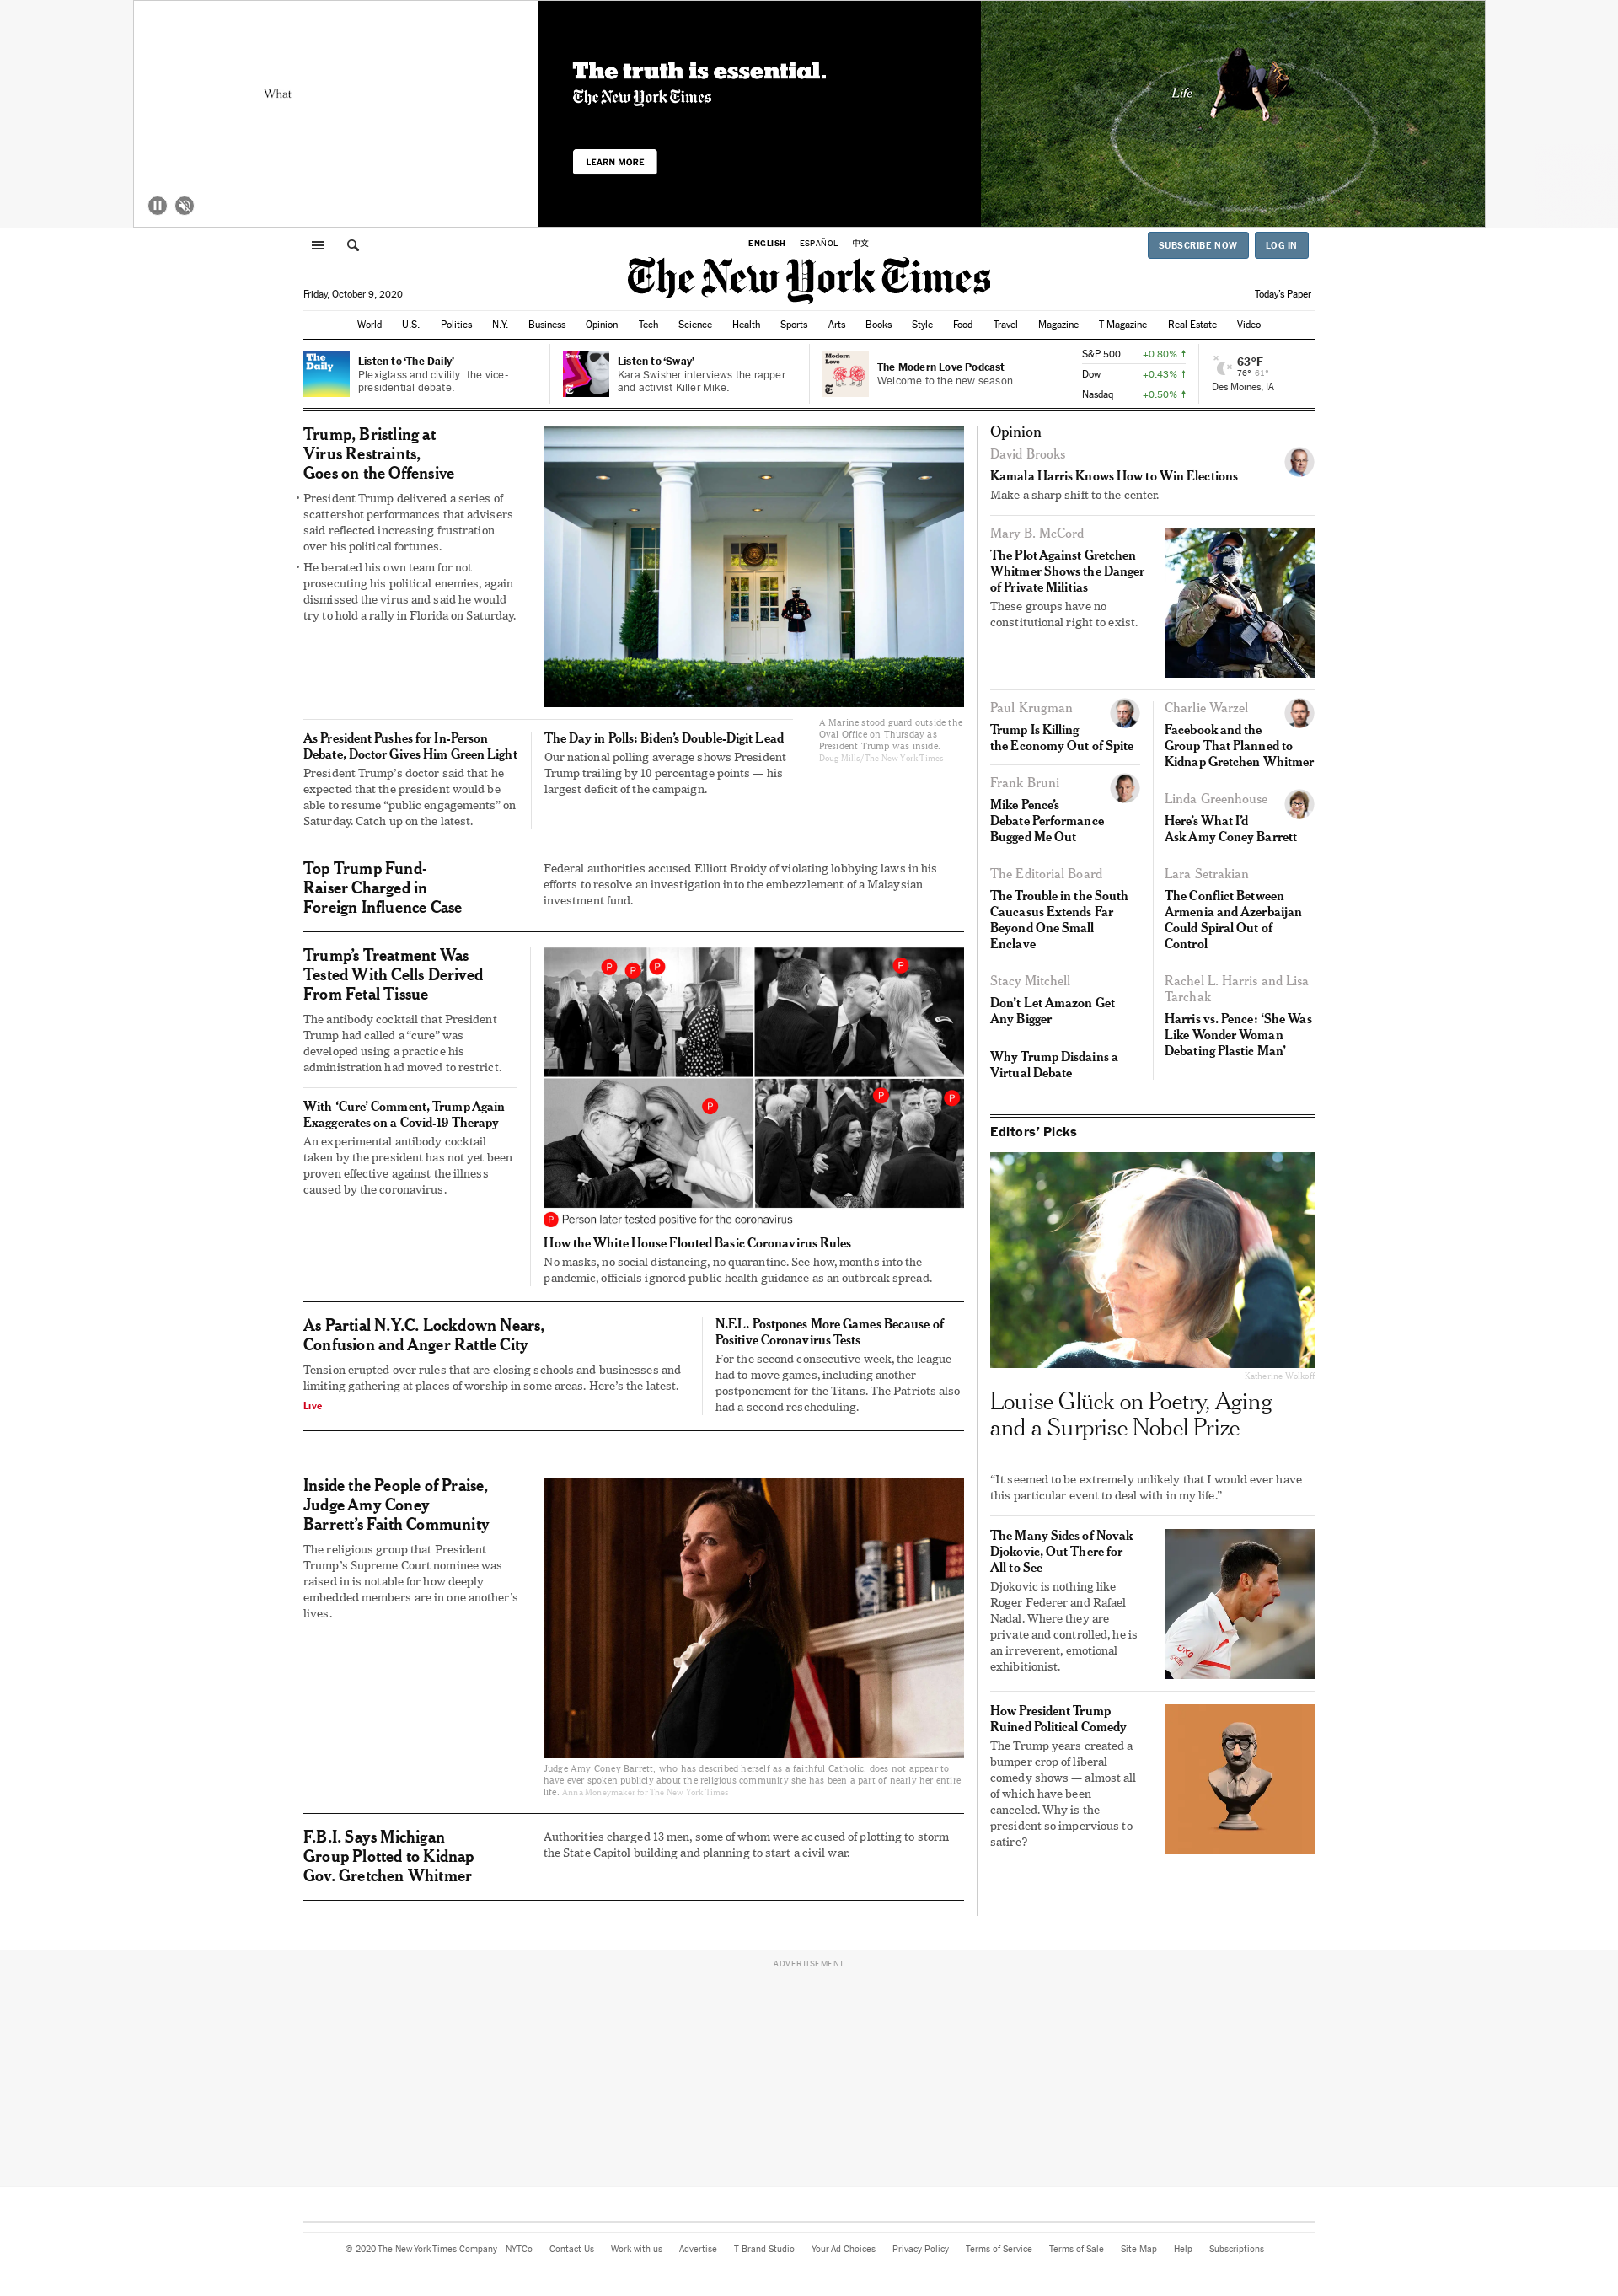 What
The truth is essential.
The New York Times
LEARN MORE
Life
ENGLISH ESPAÑOL 中文
SUBSCRIBE NOW LOG IN
The New York Times
Friday, October 9, 2020
Today's Paper
World U.S. Politics N.Y. Business Opinion Tech Science Health Sports Arts Books Style Food Travel Magazine T Magazine Real Estate Video
The
Daily
Listen to 'The Daily'
Plexiglass and civility: the vice-
presidential debate.
Sway
Listen to 'Sway'
Kara Swisher interviews the rapper
and activist Killer Mike.
Modern
Love
The Modern Love Podcast
Welcome to the new season.
S&P 500 +0.80% ↑
Dow +0.43% ↑
Nasdaq +0.50% ↑
63°F
76° 61°
Des Moines, IA
Trump, Bristling at
Virus Restraints,
Goes on the Offensive
• President Trump delivered a series of
scattershot performances that advisers
said reflected increasing frustration
over his political fortunes.
• He berated his own team for not
prosecuting his political enemies, again
dismissed the virus and said he would
try to hold a rally in Florida on Saturday.
A Marine stood guard outside the
Oval Office on Thursday as
President Trump was inside.
Doug Mills/The New York Times
As President Pushes for In-Person
Debate, Doctor Gives Him Green Light
President Trump's doctor said that he
expected that the president would be
able to resume "public engagements" on
Saturday. Catch up on the latest.
The Day in Polls: Biden's Double-Digit Lead
Our national polling average shows President
Trump trailing by 10 percentage points — his
largest deficit of the campaign.
Top Trump Fund-
Raiser Charged in
Foreign Influence Case
Federal authorities accused Elliott Broidy of violating lobbying laws in his
efforts to resolve an investigation into the embezzlement of a Malaysian
investment fund.
Trump's Treatment Was
Tested With Cells Derived
From Fetal Tissue
The antibody cocktail that President
Trump had called a "cure" was
developed using a practice his
administration had moved to restrict.
With 'Cure' Comment, Trump Again
Exaggerates on a Covid-19 Therapy
An experimental antibody cocktail
taken by the president has not yet been
proven effective against the illness
caused by the coronavirus.
P P P P
P P P
P Person later tested positive for the coronavirus
How the White House Flouted Basic Coronavirus Rules
No masks, no social distancing, no quarantine. See how, months into the
pandemic, officials ignored public health guidance as an outbreak spread.
As Partial N.Y.C. Lockdown Nears,
Confusion and Anger Rattle City
Tension erupted over rules that are closing schools and businesses and
limiting gathering at places of worship in some areas. Here's the latest.
Live
N.F.L. Postpones More Games Because of
Positive Coronavirus Tests
For the second consecutive week, the league
had to move games, including another
postponement for the Titans. The Patriots also
had a second rescheduling.
Inside the People of Praise,
Judge Amy Coney
Barrett's Faith Community
The religious group that President
Trump's Supreme Court nominee was
raised in is notable for how deeply
embedded members are in one another's
lives.
Judge Amy Coney Barrett, who has described herself as a faithful Catholic, does not appear to
have ever spoken publicly about the religious community she has been a part of nearly her entire
life. Anna Moneymaker for The New York Times
F.B.I. Says Michigan
Group Plotted to Kidnap
Gov. Gretchen Whitmer
Authorities charged 13 men, some of whom were accused of plotting to storm
the State Capitol building and planning to start a civil war.
Opinion
David Brooks
Kamala Harris Knows How to Win Elections
Make a sharp shift to the center.
Mary B. McCord
The Plot Against Gretchen
Whitmer Shows the Danger
of Private Militias
These groups have no
constitutional right to exist.
Paul Krugman
Trump Is Killing
the Economy Out of Spite
Frank Bruni
Mike Pence's
Debate Performance
Bugged Me Out
The Editorial Board
The Trouble in the South
Caucasus Extends Far
Beyond One Small
Enclave
Stacy Mitchell
Don't Let Amazon Get
Any Bigger
Why Trump Disdains a
Virtual Debate
Charlie Warzel
Facebook and the
Group That Planned to
Kidnap Gretchen Whitmer
Linda Greenhouse
Here's What I'd
Ask Amy Coney Barrett
Lara Setrakian
The Conflict Between
Armenia and Azerbaijan
Could Spiral Out of
Control
Rachel L. Harris and Lisa
Tarchak
Harris vs. Pence: 'She Was
Like Wonder Woman
Debating Plastic Man'
Editors' Picks
Katherine Wolkoff
Louise Glück on Poetry, Aging
and a Surprise Nobel Prize
"It seemed to be extremely unlikely that I would ever have
this particular event to deal with in my life."
The Many Sides of Novak
Djokovic, Out There for
All to See
Djokovic is nothing like
Roger Federer and Rafael
Nadal. Where they are
private and controlled, he is
an irreverent, emotional
exhibitionist.
How President Trump
Ruined Political Comedy
The Trump years created a
bumper crop of liberal
comedy shows — almost all
of which have been
canceled. Why is the
president so impervious to
satire?
ADVERTISEMENT
© 2020 The New York Times Company NYTCo Contact Us Work with us Advertise T Brand Studio Your Ad Choices Privacy Policy Terms of Service Terms of Sale Site Map Help Subscriptions